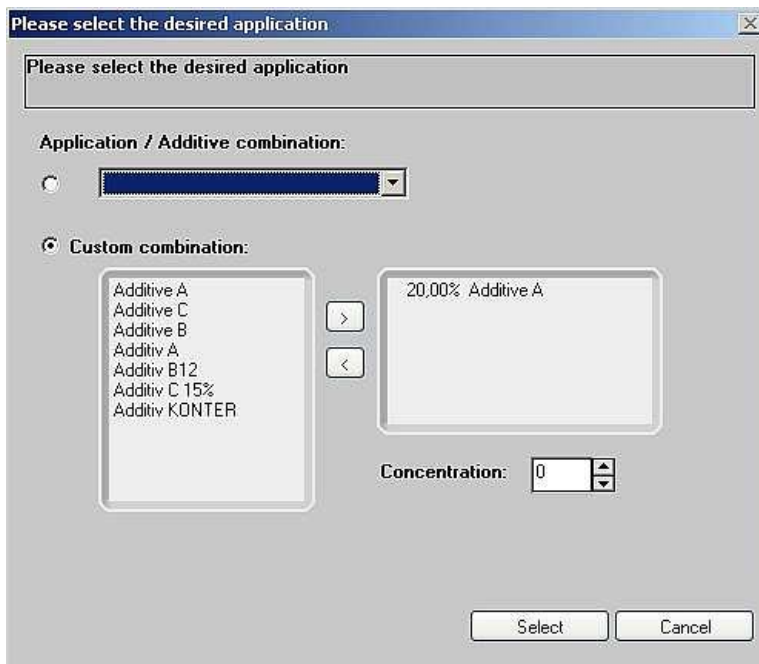 Please select the desired application
Please select the desired application
Application / Additive combination:
Custom combination:
Additive A
Additive C
Additive B
Additiv A
Additiv B12
Additiv C 15%
Additiv KONTER
>
<
20,00% Additive A
Concentration: 0
Select Cancel